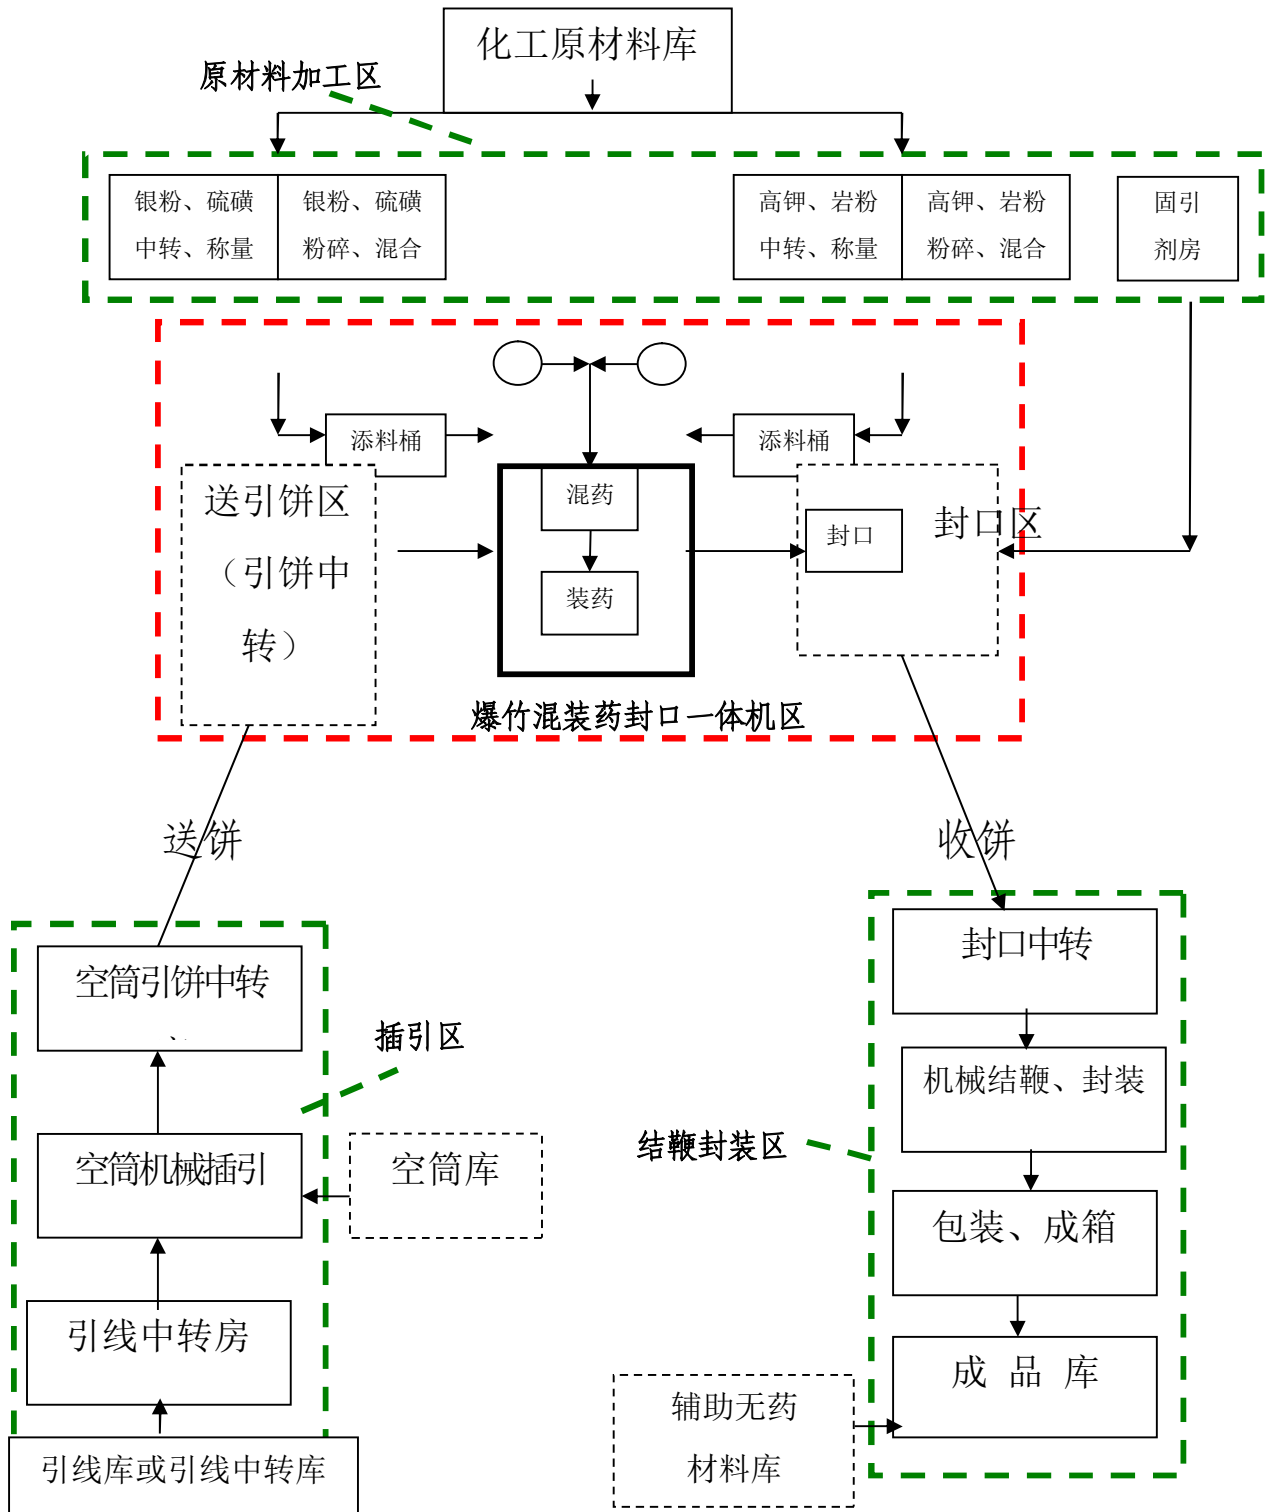 化工原材料库
原材料加工区
银粉、硫磺
中转、称量
银粉、硫磺
粉碎、混合
高钾、岩粉
中转、称量
高钾、岩粉
粉碎、混合
固引
剂房
添料桶
添料桶
送引饼区
（引饼中
转）
混药
装药
封口
封口区
爆竹混装药封口一体机区
送饼
收饼
空筒引饼中转
插引区
空筒机械插引
空筒库
引线中转房
引线库或引线中转库
封口中转
机械结鞭、封装
结鞭封装区
包装、成箱
成 品 库
辅助无药
材料库